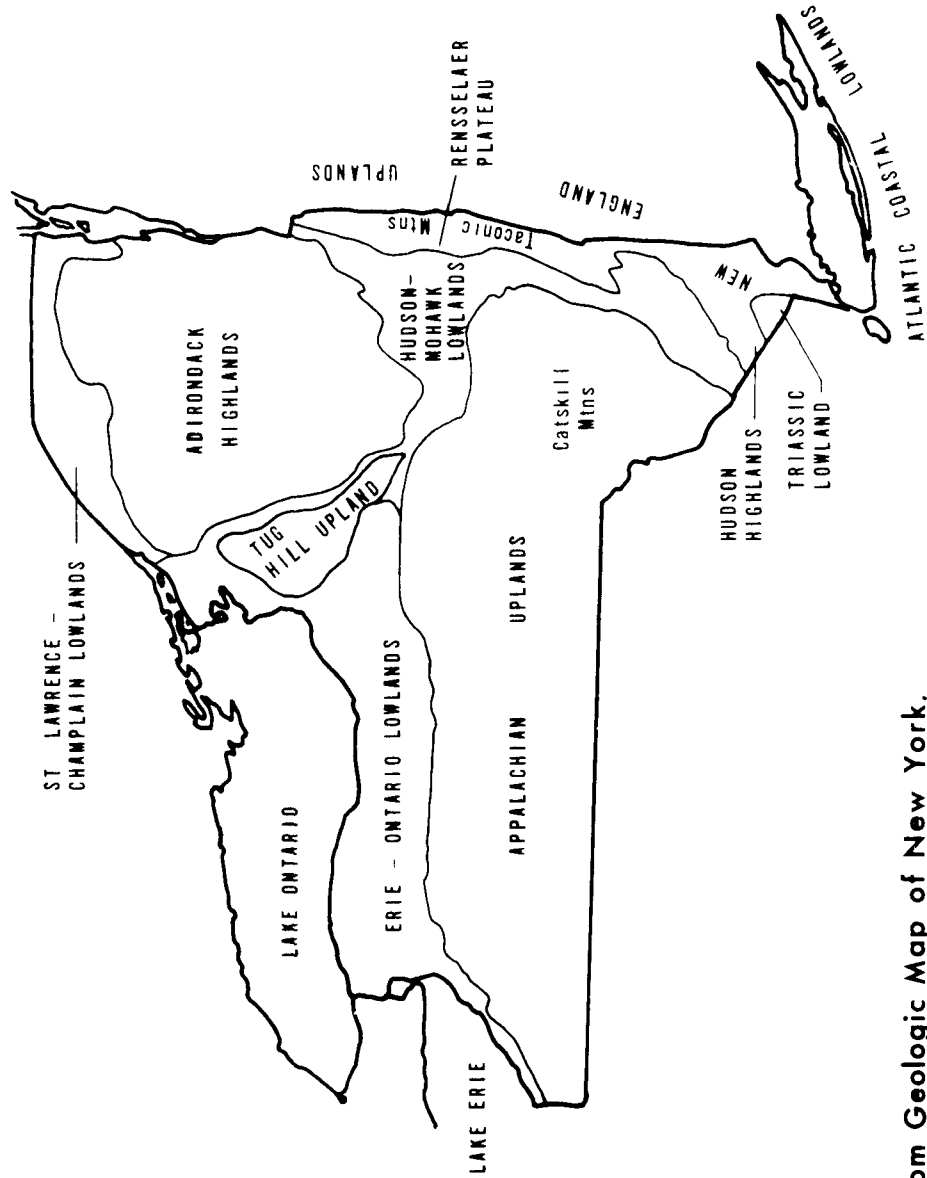 ST LAWRENCE -
CHAMPLAIN LOWLANDS
ADIRONDACK
HIGHLANDS
TUG
HILL UPLAND
LAKE ONTARIO
ERIE - ONTARIO LOWLANDS
LAKE ERIE
HUDSON-
MOHAWK
LOWLANDS
UPLANDS
RENSSELAER
PLATEAU
Taconic
Mtns
ENGLAND
NEW
APPALACHIAN
UPLANDS
Catskill
Mtns
HUDSON
HIGHLANDS
TRIASSIC
LOWLAND
ATLANTIC COASTAL LOWLANDS
om Geologic Map of New York,